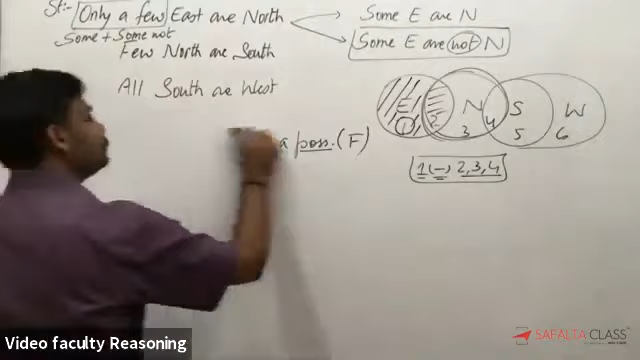 St:- Only a few East are North
Some + Some not
Few North are South
All South are West
Some E are N
Some E are not N
a poss. (F)
E N S W
1 2 3 4 5 6
1 (-) 2,3,4
Video faculty Reasoning
SAFALTA CLASS